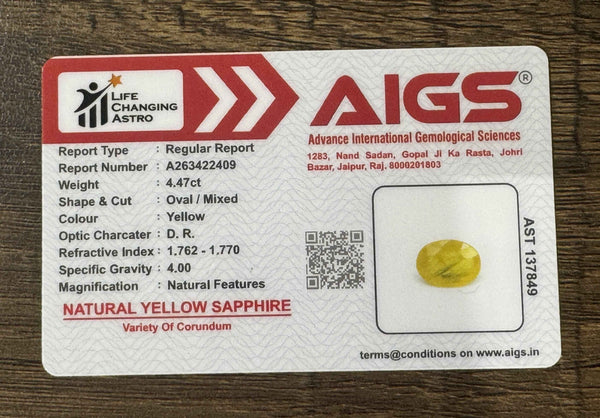 LIFE
CHANGING
ASTRO
AIGS®
Advance International Gemological Sciences
1283, Nand Sadan, Gopal Ji Ka Rasta, Johri
Bazar, Jaipur, Raj. 8000201803
Report Type : Regular Report
Report Number : A263422409
Weight : 4.47ct
Shape & Cut : Oval / Mixed
Colour : Yellow
Optic Charcater : D. R.
Refractive Index : 1.762 - 1.770
Specific Gravity : 4.00
Magnification : Natural Features
NATURAL YELLOW SAPPHIRE
Variety Of Corundum
AST 137849
terms@conditions on www.aigs.in